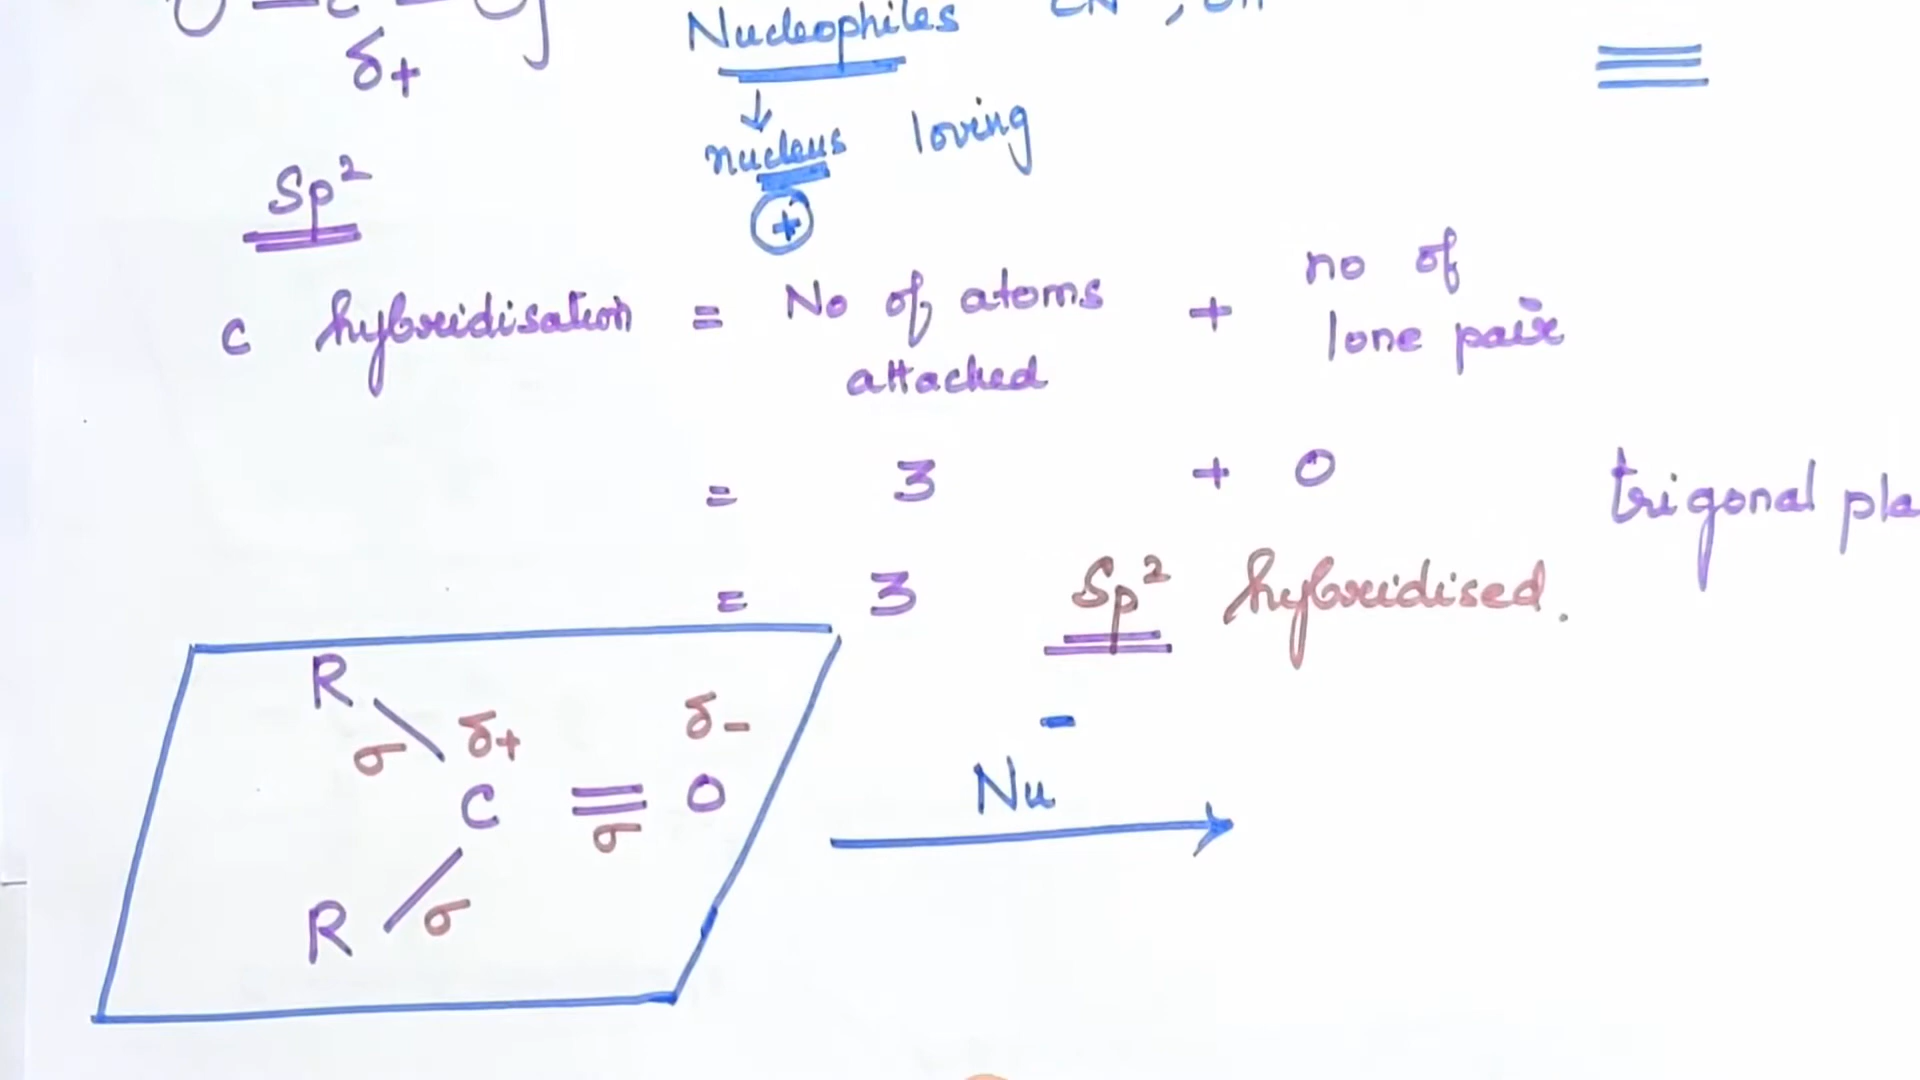 δ+
Nucleophiles
↓
nucleus loving
+
Sp²
C hybridisation = No of atoms attached + no of lone pair
= 3 + 0
trigonal pla
= 3 Sp² hybridised.
R
σ δ+ δ-
C = O
σ
R σ
Nu -